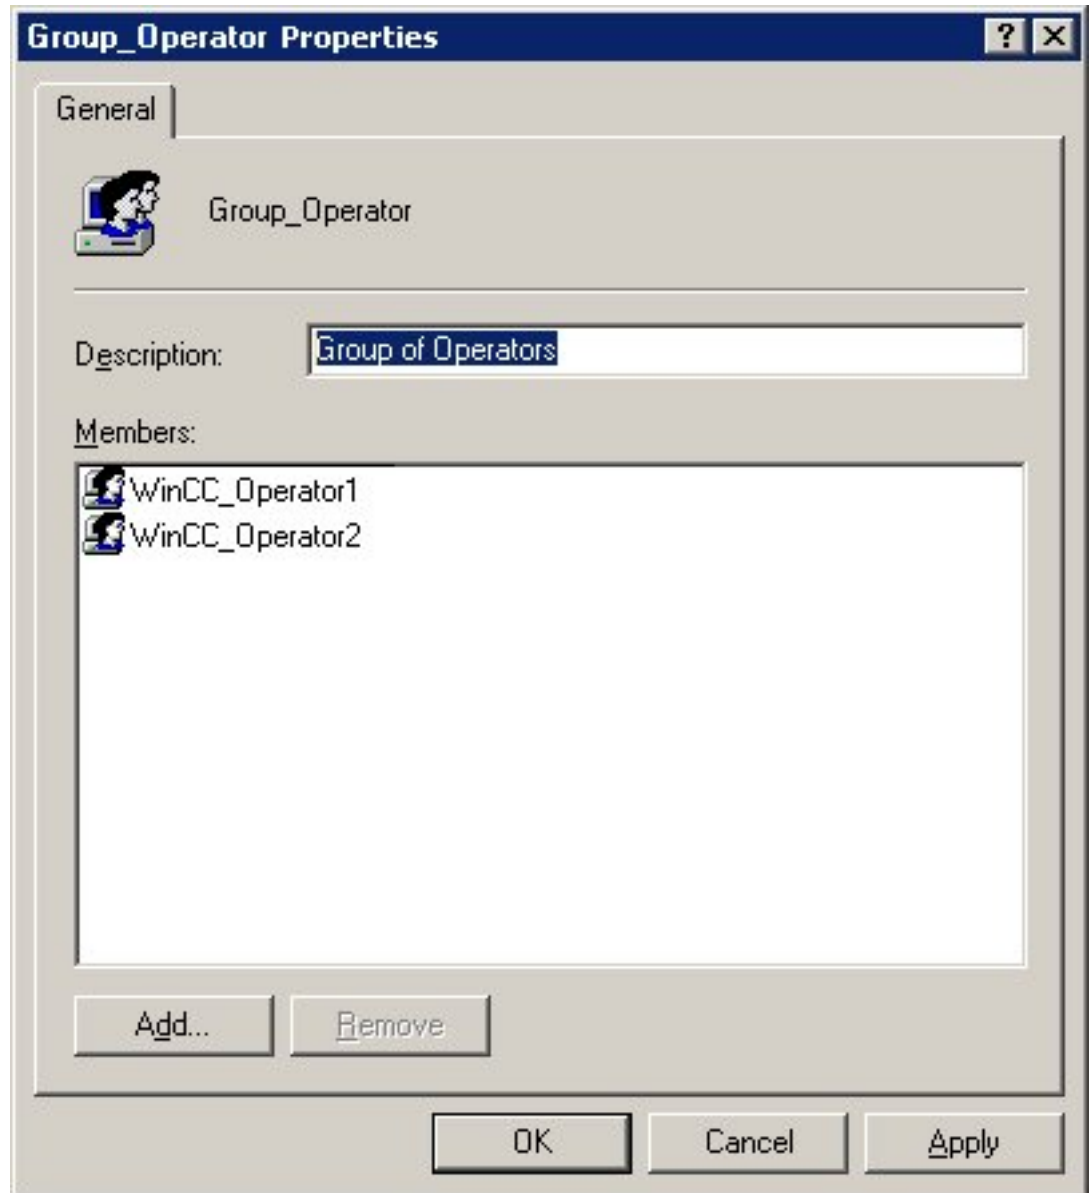 Group_Operator Properties
General
Group_Operator
Description: Group of Operators
Members:
WinCC_Operator1
WinCC_Operator2
Add... Remove
OK Cancel Apply